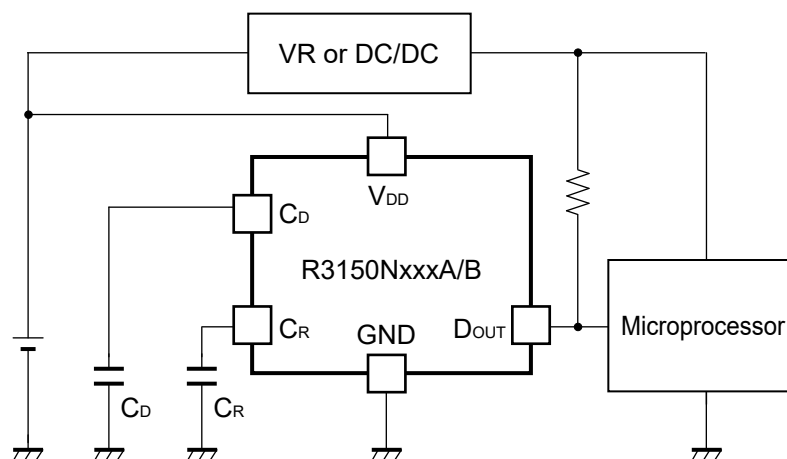 VR or DC/DC
VDD
CD
R3150NxxxA/B
CR
GND
DOUT
Microprocessor
CD
CR